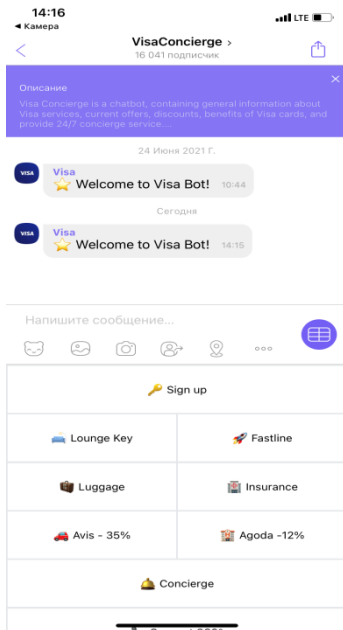 14:16
LTE
◄ Камера
VisaConcierge >
16 041 подписчик
Описание
Visa Concierge is a chatbot, containing general information about
Visa services, current offers, discounts, benefits of Visa cards, and
provide 24/7 concierge service....
24 Июня 2021 Г.
VISA
Visa
⭐ Welcome to Visa Bot! 10:44
Сегодня
VISA
Visa
⭐ Welcome to Visa Bot! 14:15
Напишите сообщение...
🔑 Sign up
🛋 Lounge Key
🚀 Fastline
🧳 Luggage
🏥 Insurance
🚗 Avis - 35%
🏨 Agoda -12%
🛎 Concierge